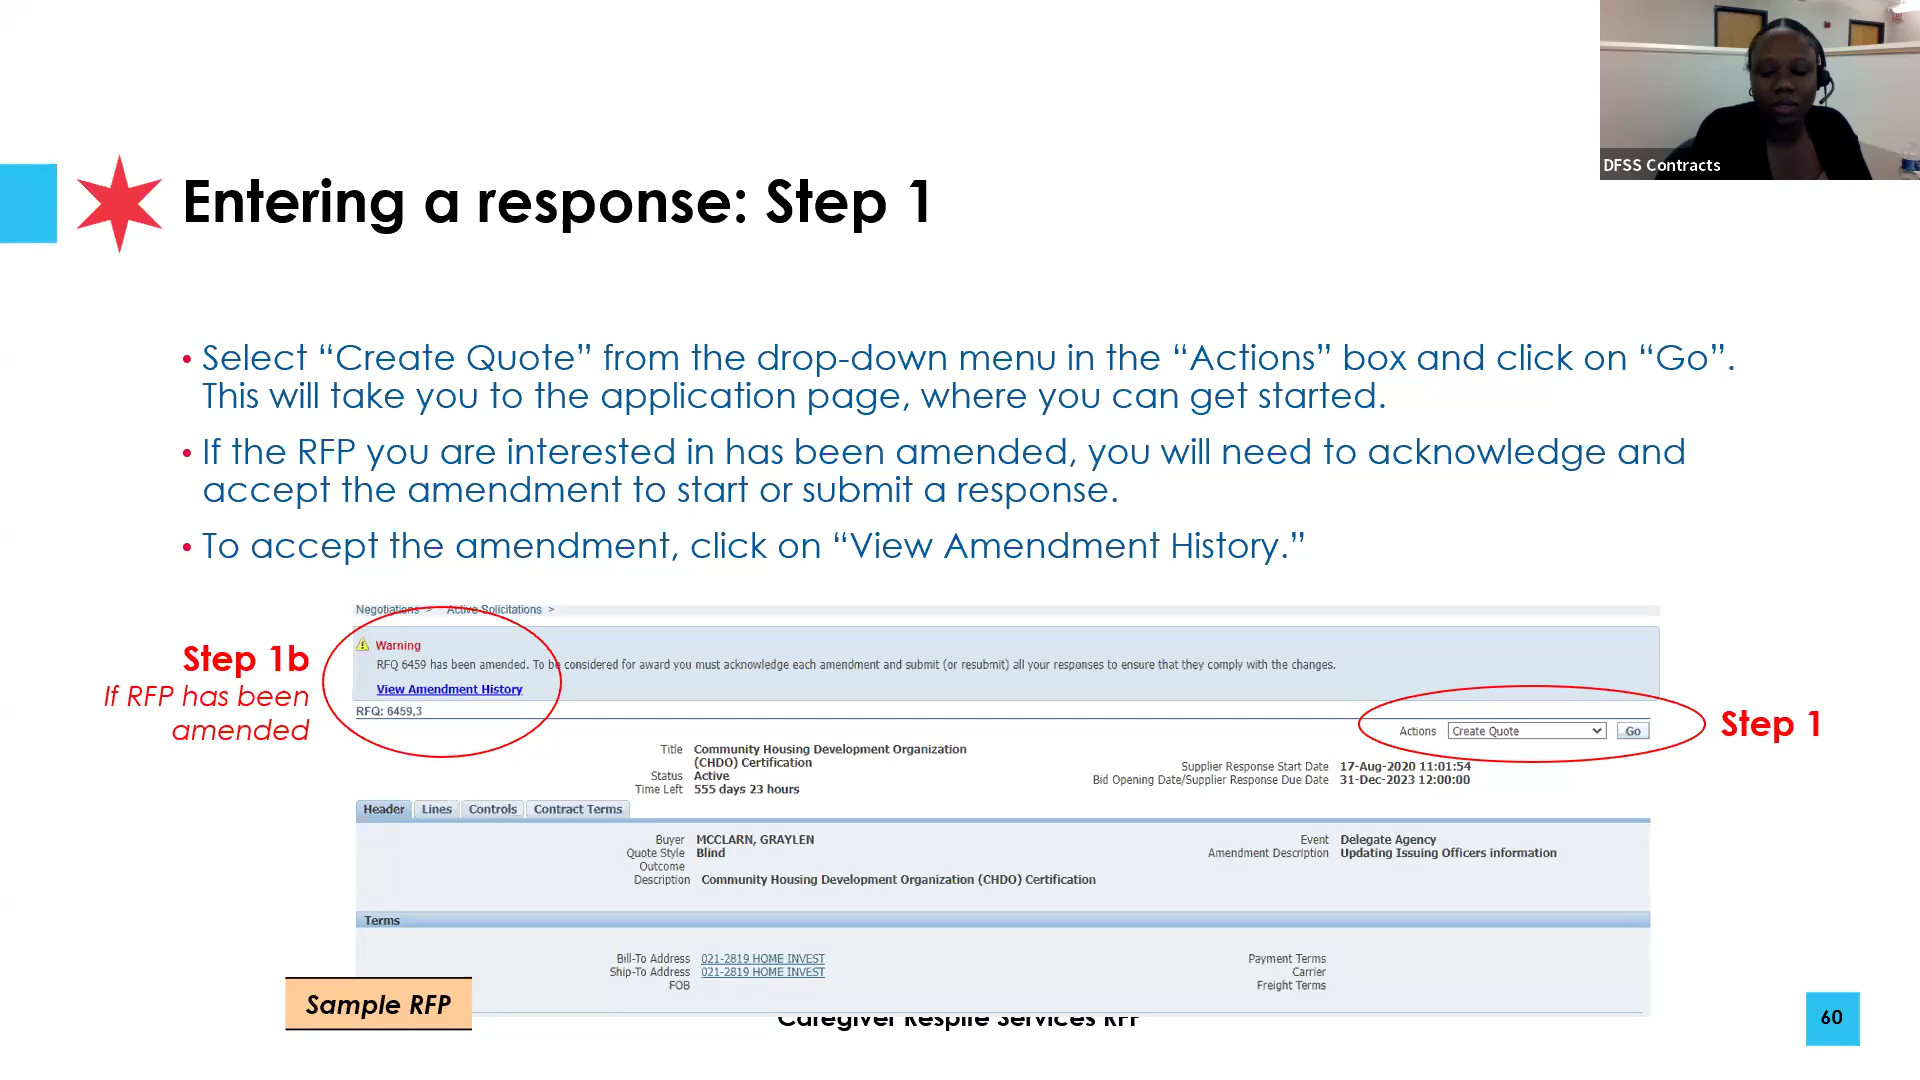 DFSS Contracts
Entering a response: Step 1
• Select “Create Quote” from the drop-down menu in the “Actions” box and click on “Go”.
This will take you to the application page, where you can get started.
• If the RFP you are interested in has been amended, you will need to acknowledge and
accept the amendment to start or submit a response.
• To accept the amendment, click on “View Amendment History.”
Negotiations > Active Solicitations >
Step 1b
If RFP has been
amended
Warning
RFQ 6459 has been amended. To be considered for award you must acknowledge each amendment and submit (or resubmit) all your responses to ensure that they comply with the changes.
View Amendment History
RFQ: 6459,3
Actions Create Quote Go
Step 1
Title Community Housing Development Organization
(CHDO) Certification
Status Active
Time Left 555 days 23 hours
Supplier Response Start Date 17-Aug-2020 11:01:54
Bid Opening Date/Supplier Response Due Date 31-Dec-2023 12:00:00
Header Lines Controls Contract Terms
Buyer MCCLARN, GRAYLEN
Quote Style Blind
Outcome
Description Community Housing Development Organization (CHDO) Certification
Event Delegate Agency
Amendment Description Updating Issuing Officers information
Terms
Bill-To Address 021-2819 HOME INVEST
Ship-To Address 021-2819 HOME INVEST
FOB
Payment Terms
Carrier
Freight Terms
Sample RFP
Caregiver Respite Services RFP
60